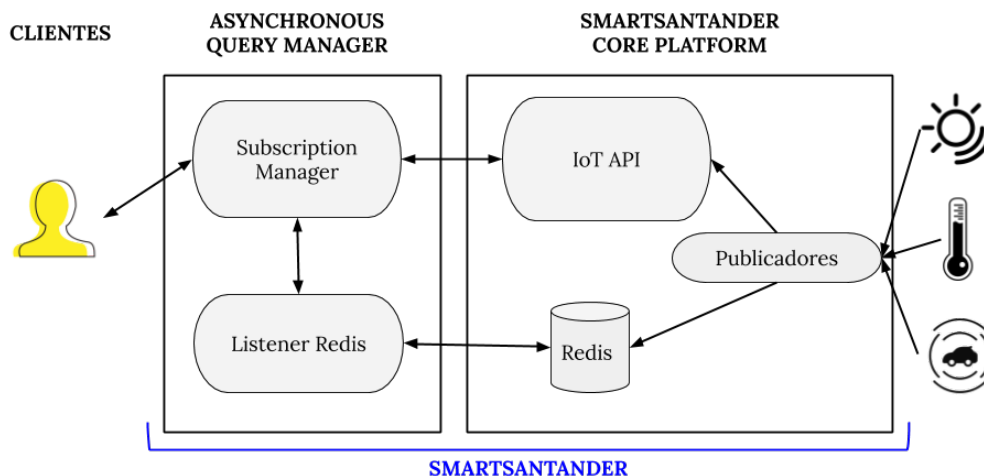 CLIENTES
ASYNCHRONOUS
QUERY MANAGER
SMARTSANTANDER
CORE PLATFORM
Subscription
Manager
IoT API
Publicadores
Listener Redis
Redis
SMARTSANTANDER